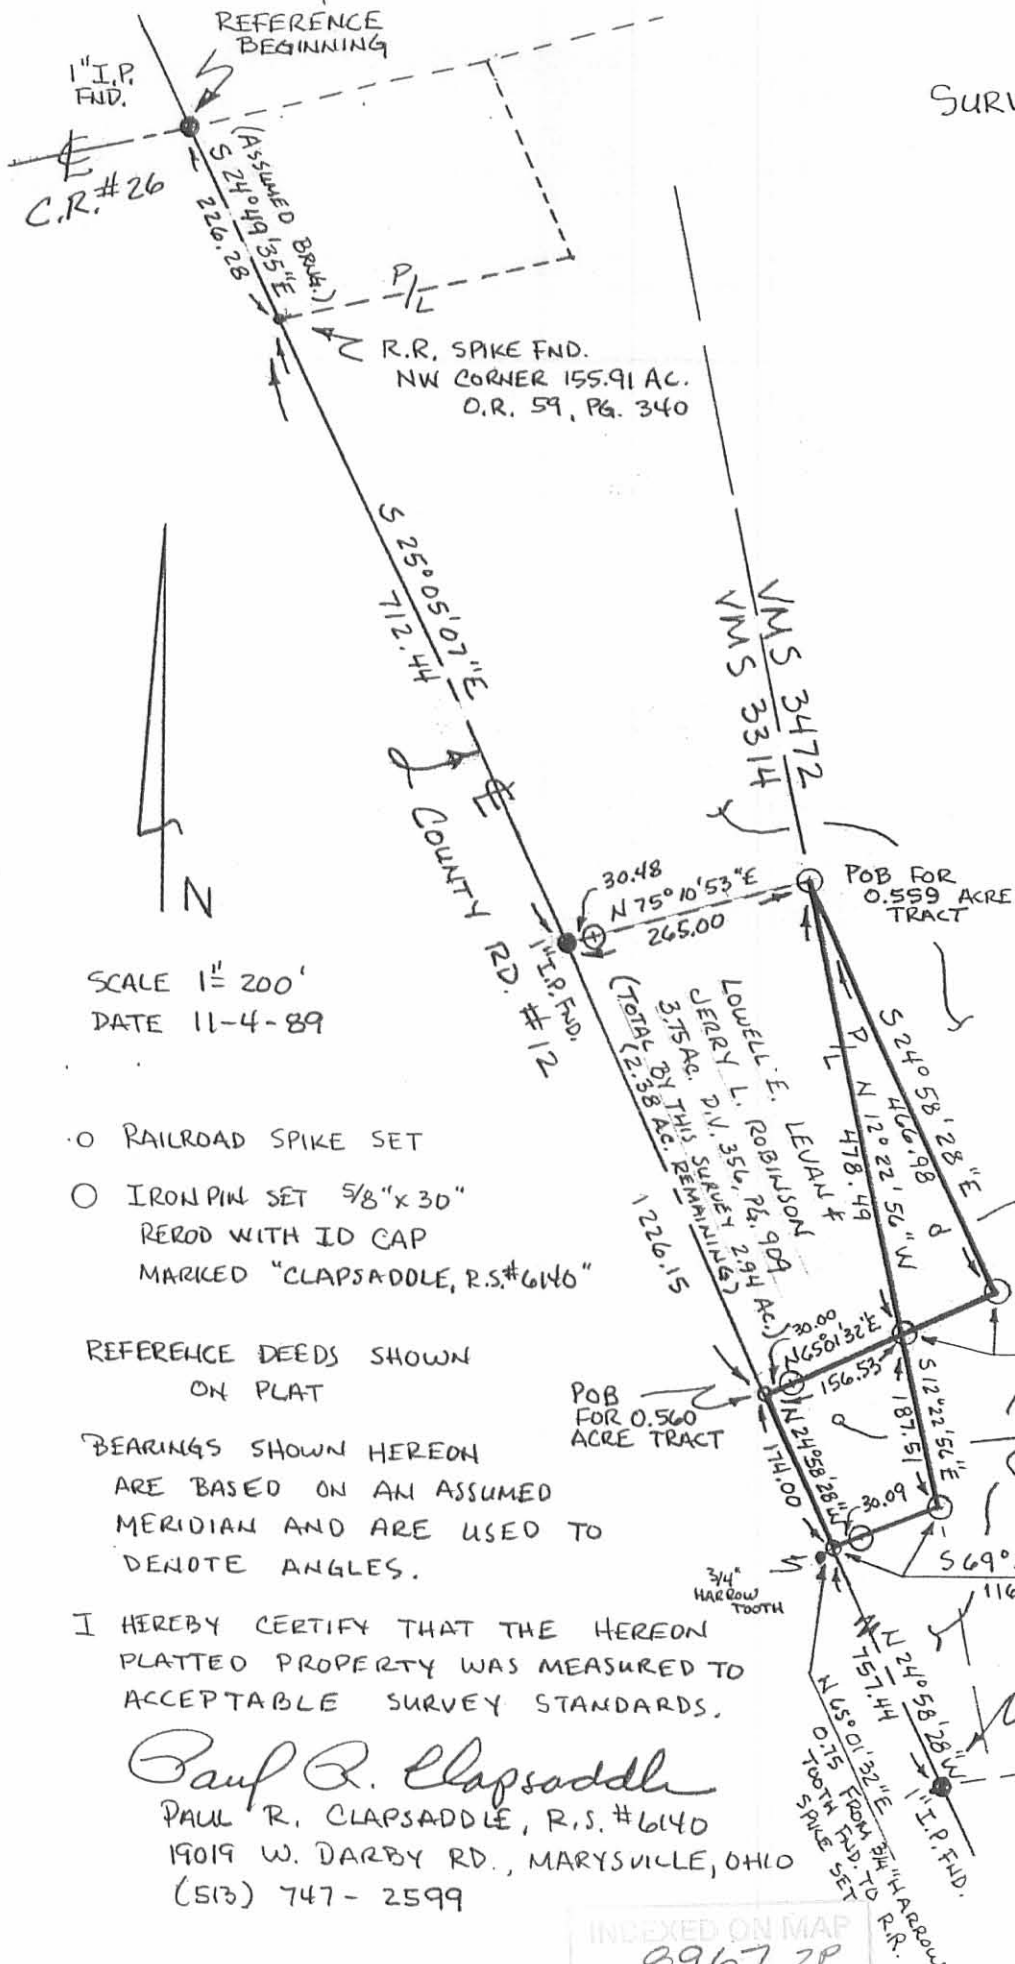 REFERENCE
BEGINNING
1" I.P.
FND.
SURV
℄
C.R. #26
(ASSUMED BRNG.)
S 24°49'35"E
226.28
P/L
R.R. SPIKE FND.
NW CORNER 155.91 AC.
O.R. 59, PG. 340
S 25°05'07"E
712.44
VMS 3472
VMS 3314
℄
COUNTY RD. #12
N
30.48
N 75°10'53"E
265.00
1" I.P. FND.
POB FOR
0.559 ACRE
TRACT
SCALE 1"= 200'
DATE 11-4-89
LOWELL E. LEVAN &
JERRY L. ROBINSON
3.75 AC. D.V. 356, PG. 909
(TOTAL BY THIS SURVEY 2.94 AC.)
(2.38 AC. REMAINING)
P/L
N 12°22'56"W
478.49
S 24°58'28"E
466.98
d
1226.15
O RAILROAD SPIKE SET
O IRON PIN SET 5/8" x 30"
REROD WITH ID CAP
MARKED "CLAPSADDLE, R.S.#6140"
REFERENCE DEEDS SHOWN
ON PLAT
30.00
N65°01'32"E
156.53
POB
FOR 0.560
ACRE TRACT
N24°58'28"W
174.00
S12°22'56"E
187.51
30.09
BEARINGS SHOWN HEREON
ARE BASED ON AN ASSUMED
MERIDIAN AND ARE USED TO
DENOTE ANGLES.
3/4"
HARROW
TOOTH
S 69°
116
I HEREBY CERTIFY THAT THE HEREON
PLATTED PROPERTY WAS MEASURED TO
ACCEPTABLE SURVEY STANDARDS.
N 24°58'28"W
757.44
N 65°01'32"E
0.75 FROM 3/4" HARROW
TOOTH FND. TO R.R.
SPIKE SET
1" I.P. FND.
Paul R. Clapsaddle
PAUL R. CLAPSADDLE, R.S. #6140
19019 W. DARBY RD., MARYSVILLE, OHIO
(513) 747-2599
INDEXED ON MAP